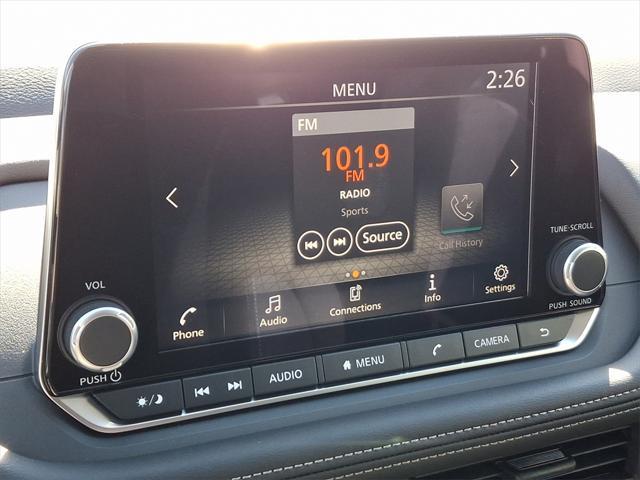 MENU
2:26
FM
101.9
FM
RADIO
Sports
Source
Call History
Phone
Audio
Connections
Info
Settings
VOL
PUSH
TUNE·SCROLL
PUSH SOUND
AUDIO
MENU
CAMERA